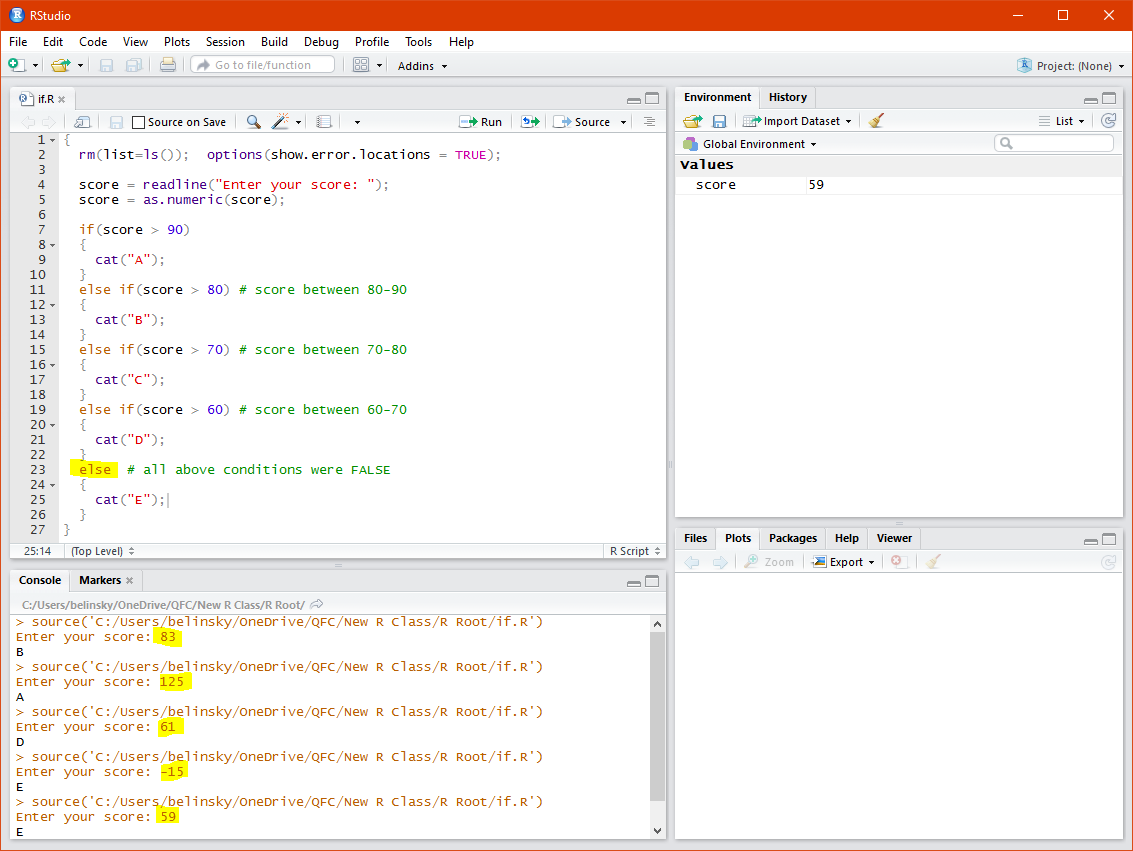 RStudio
File Edit Code View Plots Session Build Debug Profile Tools Help
Go to file/function Addins Project: (None)
if.R
Source on Save Run Source
1 {
2 rm(list=ls()); options(show.error.locations = TRUE);
3
4 score = readline("Enter your score: ");
5 score = as.numeric(score);
6
7 if(score > 90)
8 {
9 cat("A");
10 }
11 else if(score > 80) # score between 80-90
12 {
13 cat("B");
14 }
15 else if(score > 70) # score between 70-80
16 {
17 cat("C");
18 }
19 else if(score > 60) # score between 60-70
20 {
21 cat("D");
22 }
23 else # all above conditions were FALSE
24 {
25 cat("E");
26 }
27 }
25:14 (Top Level) R Script
Console Markers
C:/Users/belinsky/OneDrive/QFC/New R Class/R Root/
> source('C:/Users/belinsky/OneDrive/QFC/New R Class/R Root/if.R')
Enter your score: 83
B
> source('C:/Users/belinsky/OneDrive/QFC/New R Class/R Root/if.R')
Enter your score: 125
A
> source('C:/Users/belinsky/OneDrive/QFC/New R Class/R Root/if.R')
Enter your score: 61
D
> source('C:/Users/belinsky/OneDrive/QFC/New R Class/R Root/if.R')
Enter your score: -15
E
> source('C:/Users/belinsky/OneDrive/QFC/New R Class/R Root/if.R')
Enter your score: 59
E
Environment History
Import Dataset List
Global Environment
Values
score 59
Files Plots Packages Help Viewer
Zoom Export